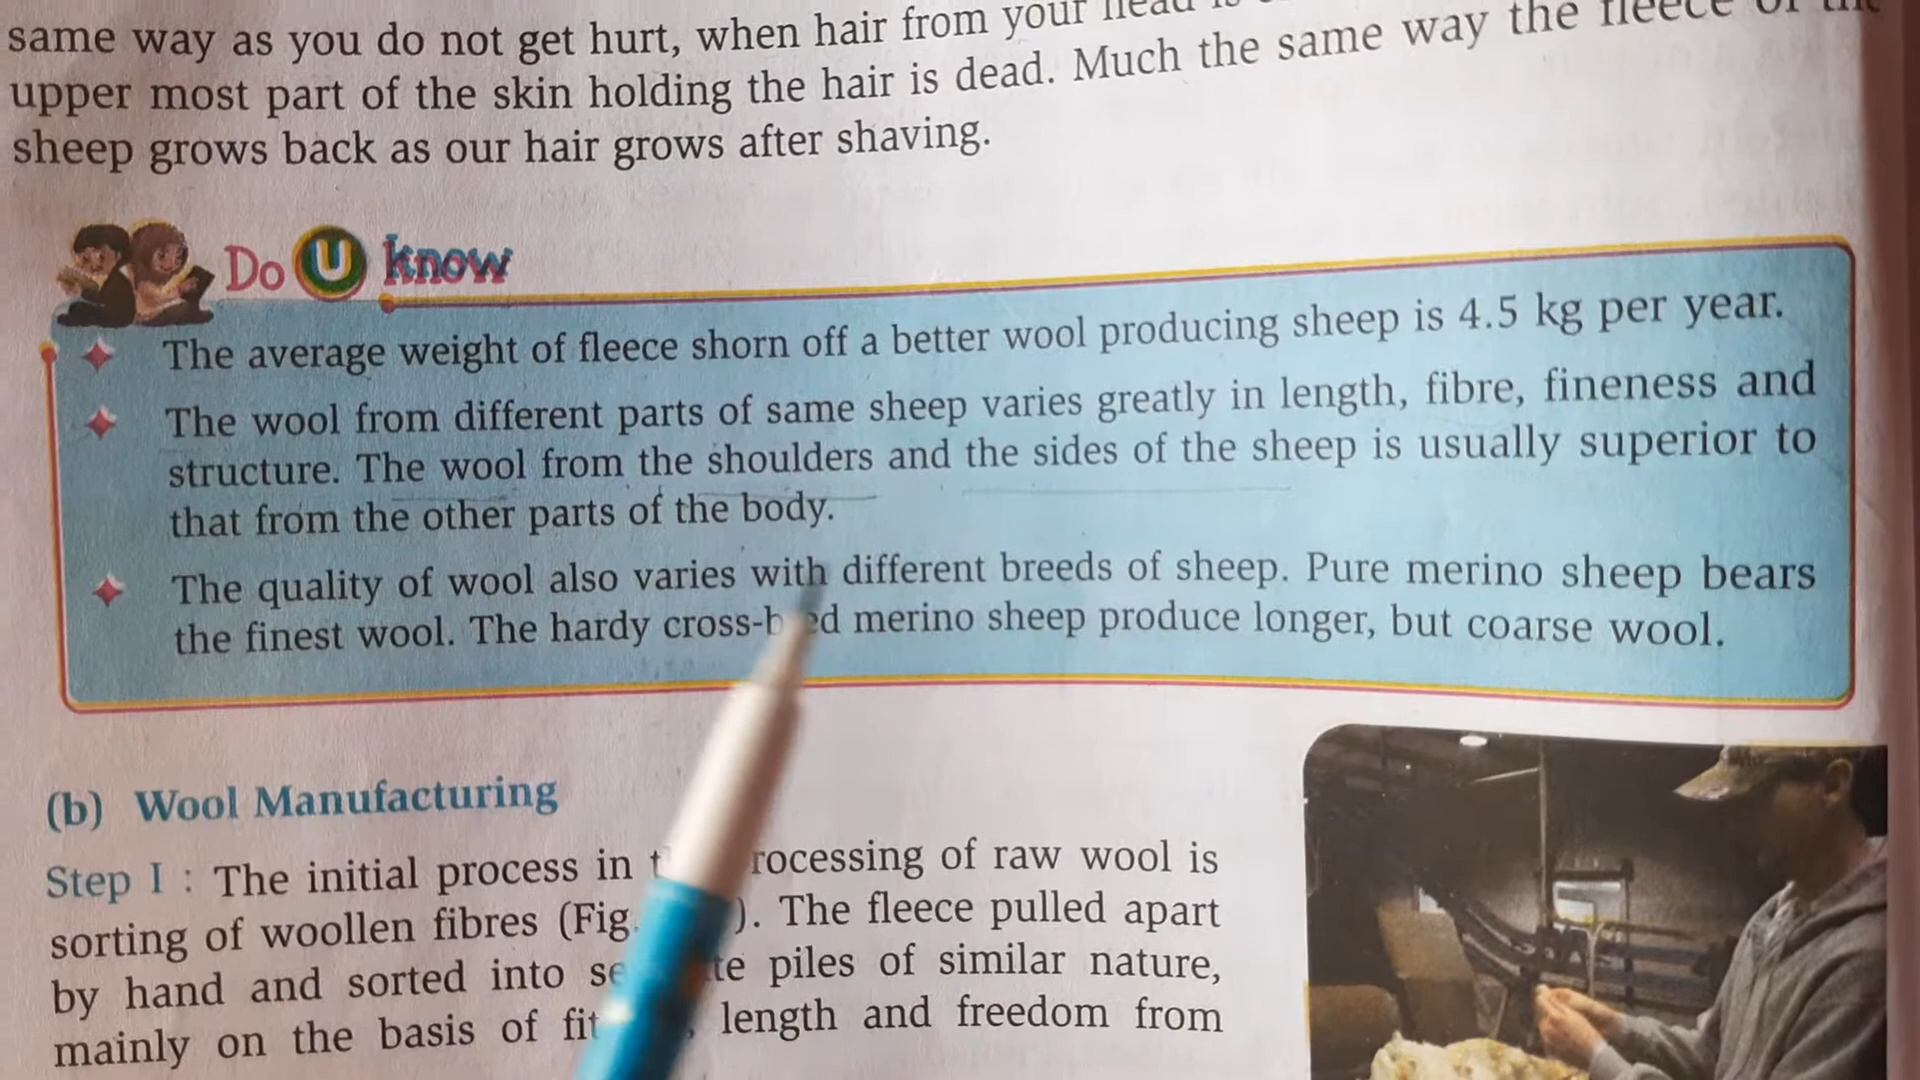 same way as you do not get hurt, when hair from your head
upper most part of the skin holding the hair is dead. Much the same way the fleece of the
sheep grows back as our hair grows after shaving.
Do U know
The average weight of fleece shorn off a better wool producing sheep is 4.5 kg per year.
The wool from different parts of same sheep varies greatly in length, fibre, fineness and
structure. The wool from the shoulders and the sides of the sheep is usually superior to
that from the other parts of the body.
The quality of wool also varies with different breeds of sheep. Pure merino sheep bears
the finest wool. The hardy cross-bred merino sheep produce longer, but coarse wool.
(b) Wool Manufacturing
Step I : The initial process in rocessing of raw wool is
sorting of woollen fibres (Fig. ). The fleece pulled apart
by hand and sorted into piles of similar nature,
mainly on the basis of length and freedom from